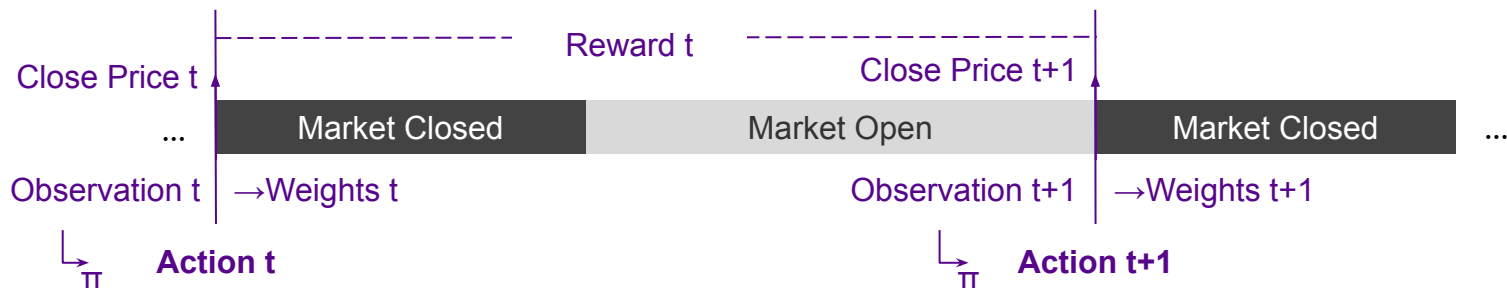 Reward t
Close Price t
Close Price t+1
... Market Closed Market Open Market Closed ...
Observation t →Weights t Observation t+1 →Weights t+1
π Action t π Action t+1